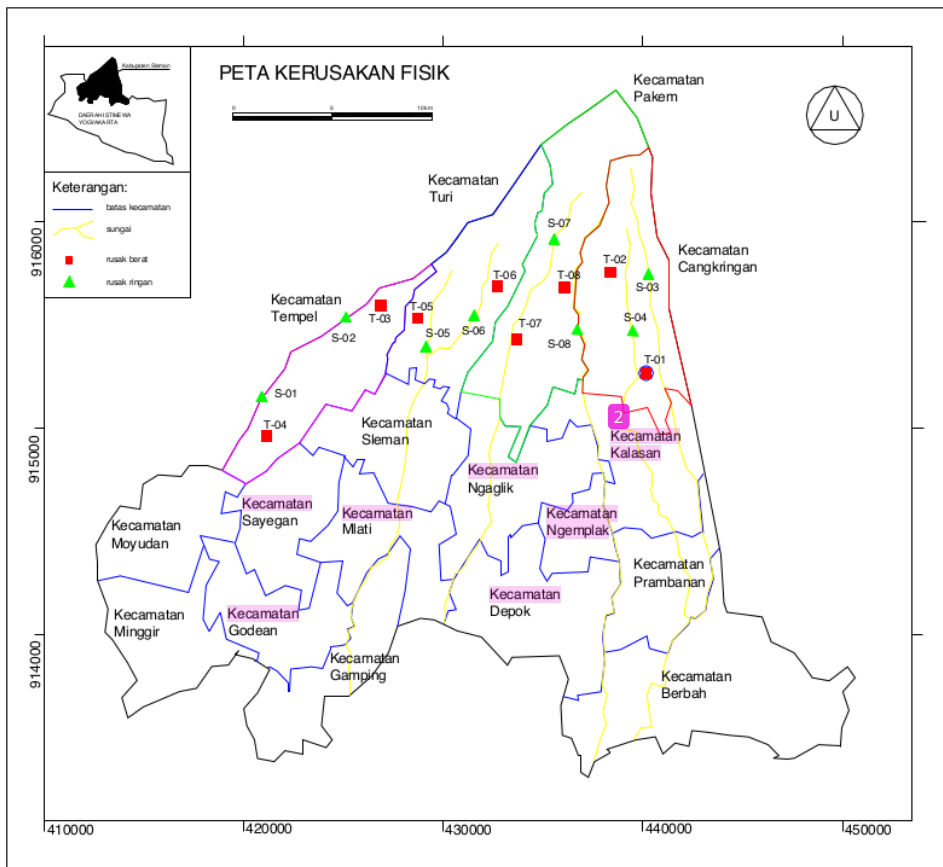 PETA KERUSAKAN FISIK
Kabupaten Sleman
DAERAH ISTIMEWA
YOGYAKARTA
0
5
10km
U
Keterangan:
batas kecamatan
sungai
rusak berat
rusak ringan
Kecamatan
Pakem
Kecamatan
Turi
Kecamatan
Cangkringan
Kecamatan
Tempel
S-07
T-02
T-08
T-06
S-03
T-03
T-05
S-02
S-05
S-06
T-07
S-08
S-04
T-01
S-01
T-04
2
Kecamatan
Sleman
Kecamatan
Kalasan
Kecamatan
Ngaglik
Kecamatan
Sayegan
Kecamatan
Mlati
Kecamatan
Ngemplak
Kecamatan
Moyudan
Kecamatan
Prambanan
Kecamatan
Depok
Kecamatan
Minggir
Kecamatan
Godean
Kecamatan
Gamping
Kecamatan
Berbah
916000
915000
914000
410000
420000
430000
440000
450000